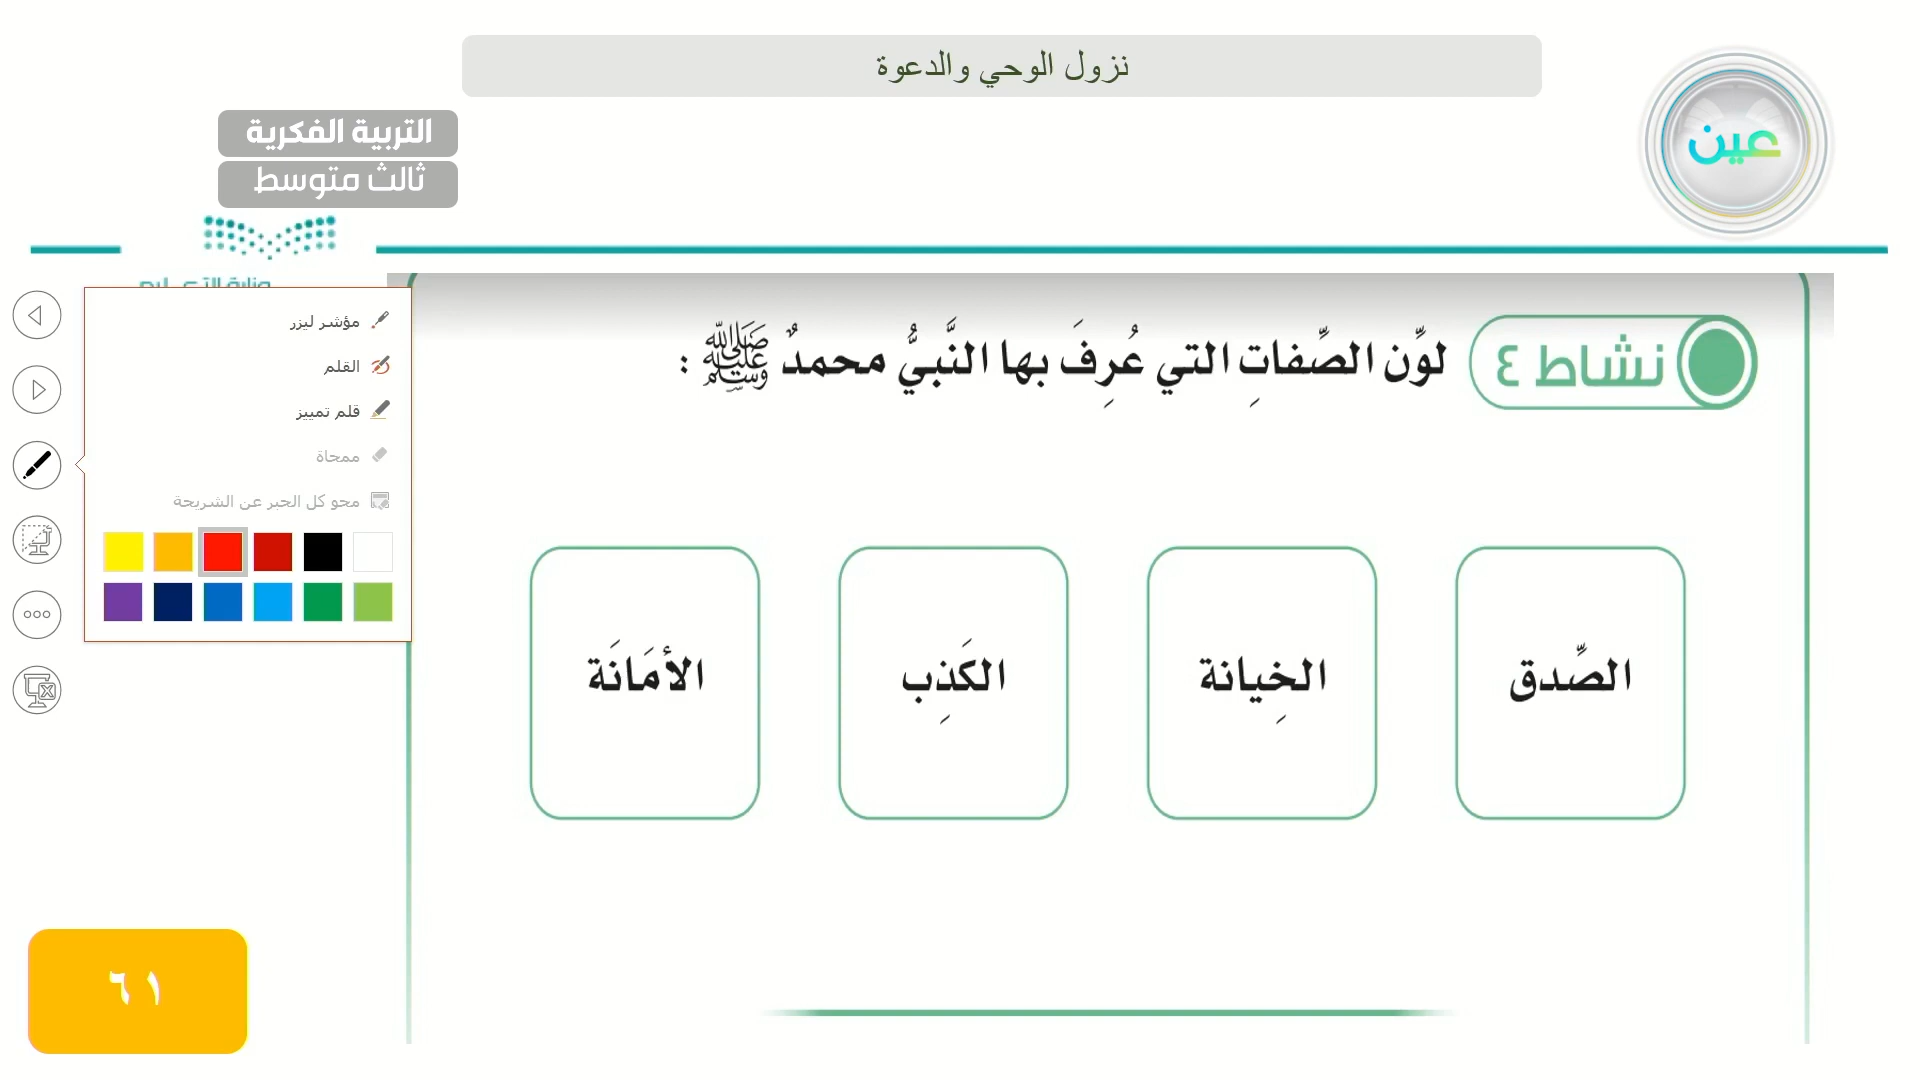 نزول الوحي والدعوة
عين
التربية الفكرية
ثالث متوسط
نشاط ٤
لوِّن الصِّفاتِ التي عُرِفَ بها النَّبيُّ محمدٌ ﷺ :
الصِّدق
الخِيانة
الكَذِب
الأمَانَة
مؤشر ليزر
القلم
قلم تمييز
ممحاة
محو كل الحبر عن الشريحة
٦١